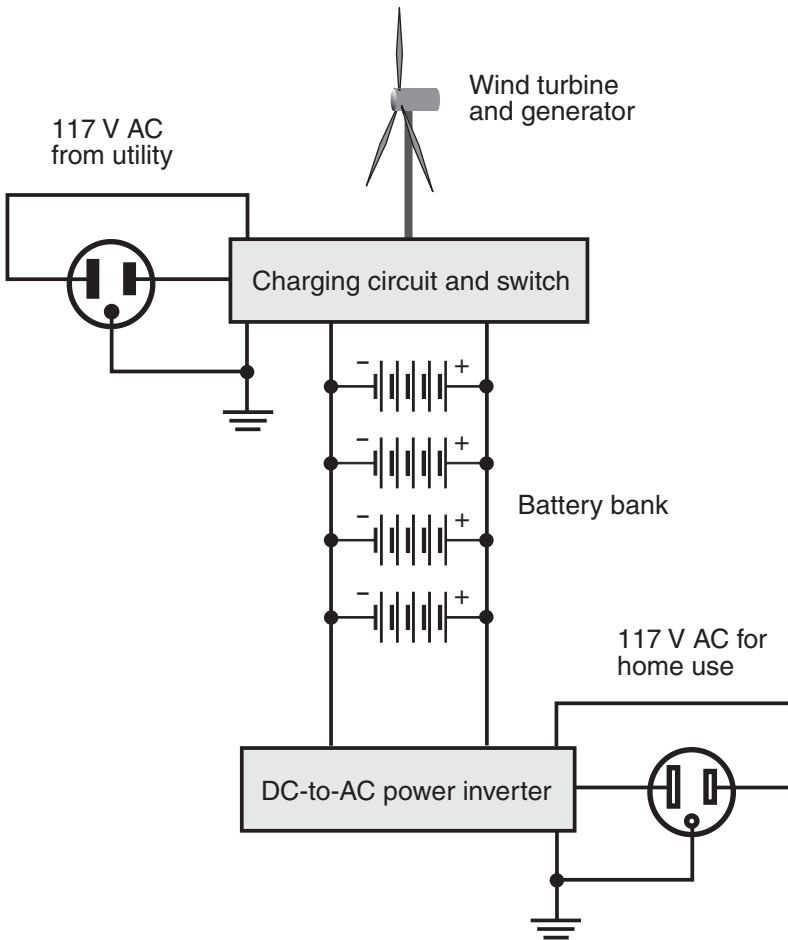 Wind turbine
and generator
117 V AC
from utility
Charging circuit and switch
− +
− +
− +
− +
Battery bank
117 V AC for
home use
DC-to-AC power inverter